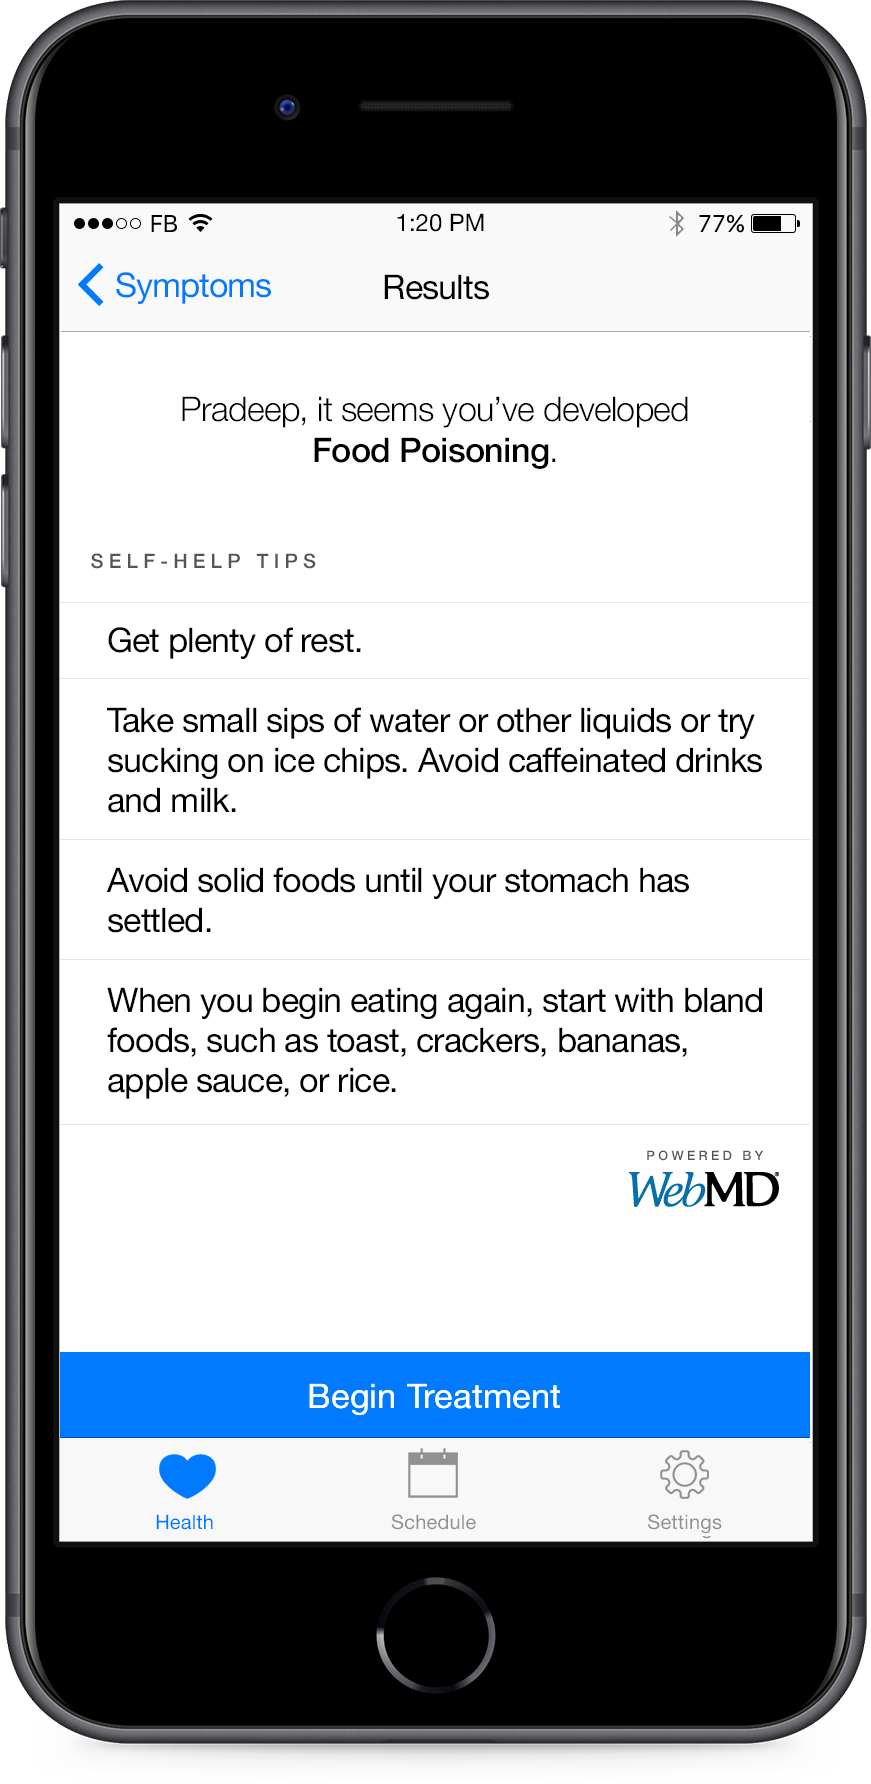 FB 1:20 PM 77%
Symptoms Results
Pradeep, it seems you've developed
Food Poisoning.
SELF-HELP TIPS
Get plenty of rest.
Take small sips of water or other liquids or try
sucking on ice chips. Avoid caffeinated drinks
and milk.
Avoid solid foods until your stomach has
settled.
When you begin eating again, start with bland
foods, such as toast, crackers, bananas,
apple sauce, or rice.
POWERED BY
WebMD
Begin Treatment
Health Schedule Settings